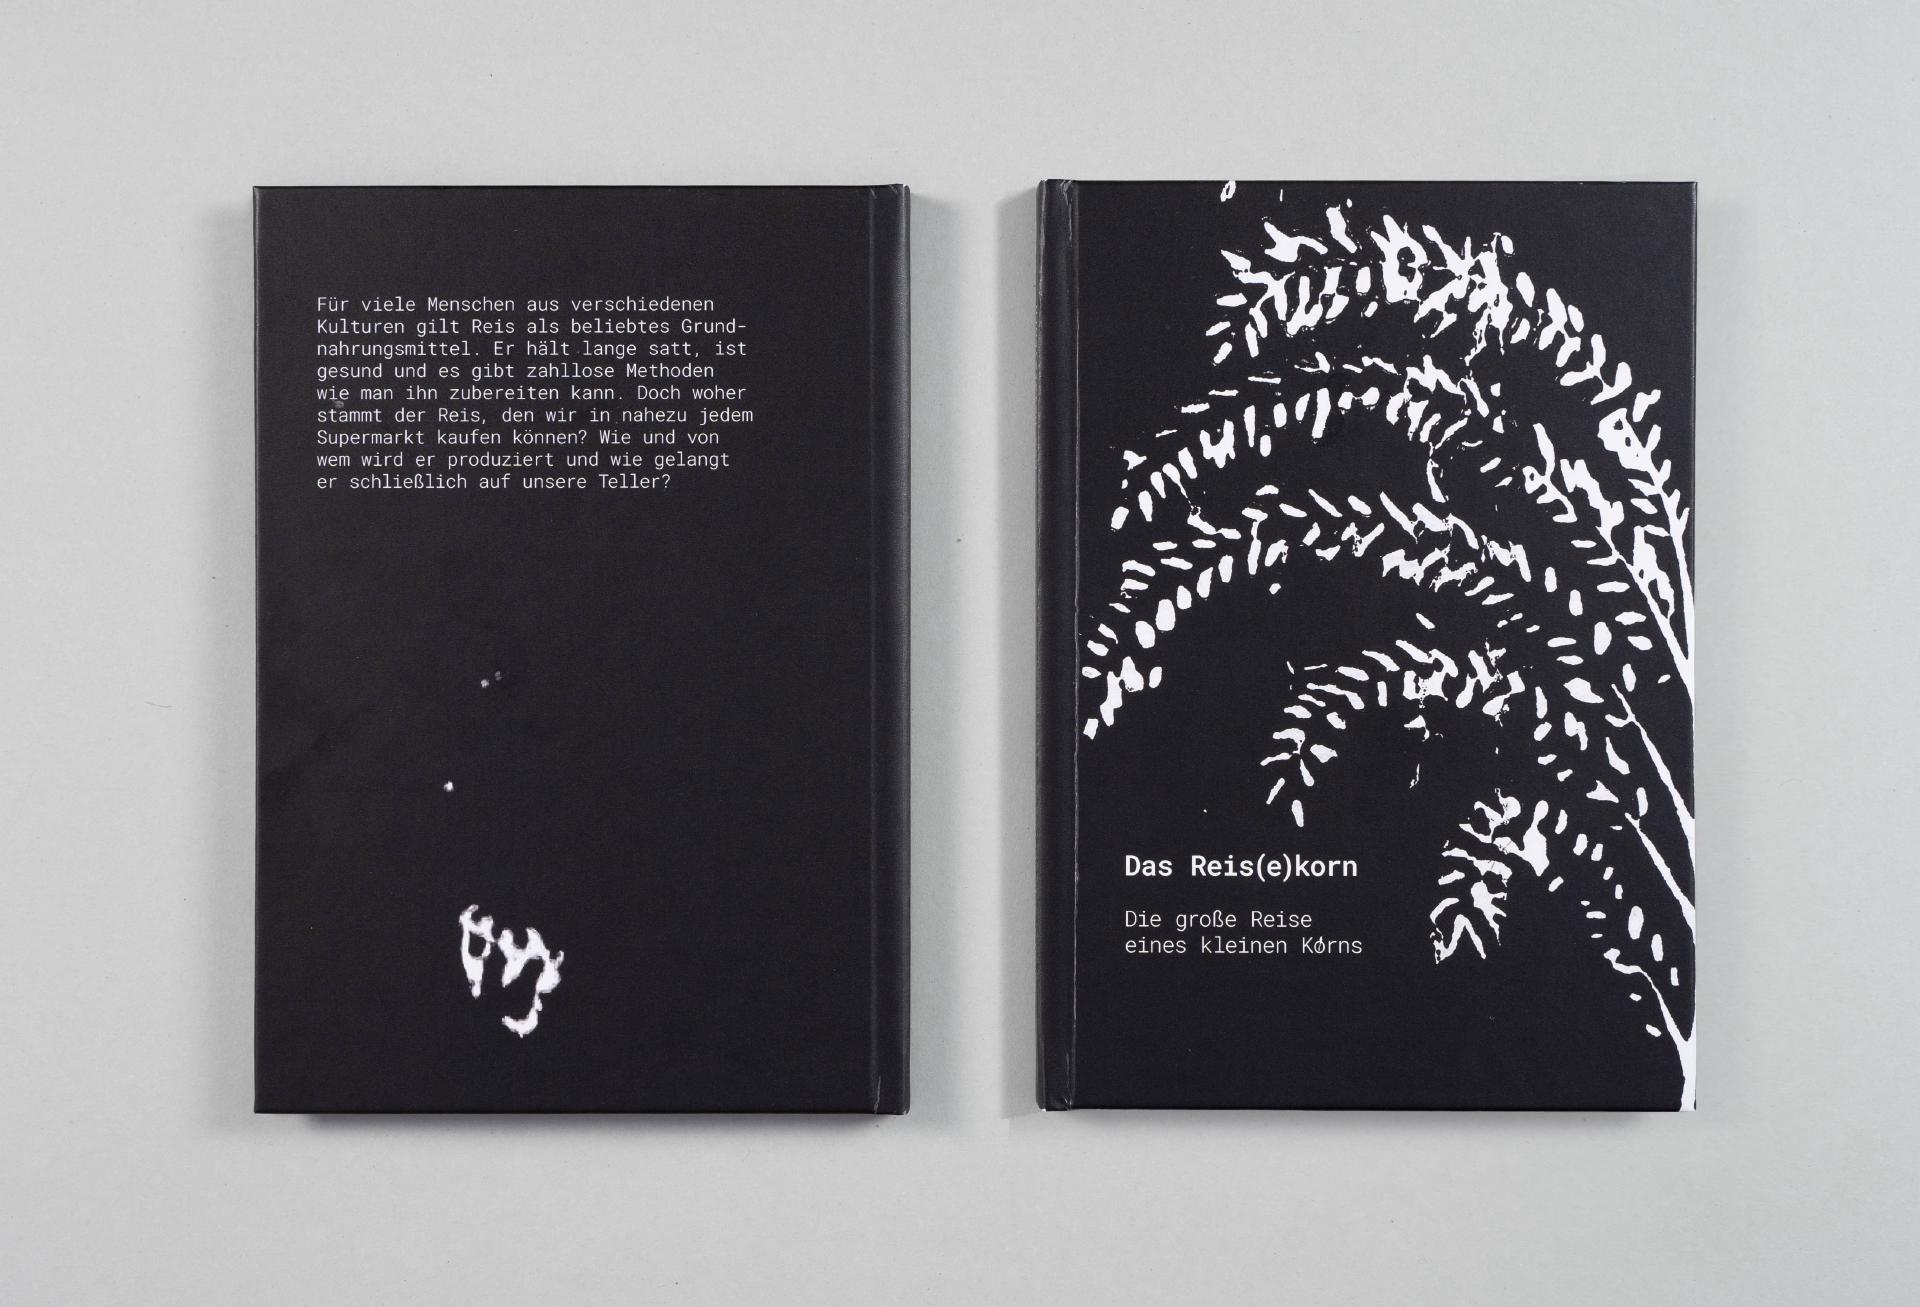 Für viele Menschen aus verschiedenen
Kulturen gilt Reis als beliebtes Grund-
nahrungsmittel. Er hält lange satt, ist
gesund und es gibt zahllose Methoden
wie man ihn zubereiten kann. Doch woher
stammt der Reis, den wir in nahezu jedem
Supermarkt kaufen können? Wie und von
wem wird er produziert und wie gelangt
er schließlich auf unsere Teller?
Das Reis(e)korn
Die große Reise
eines kleinen Korns